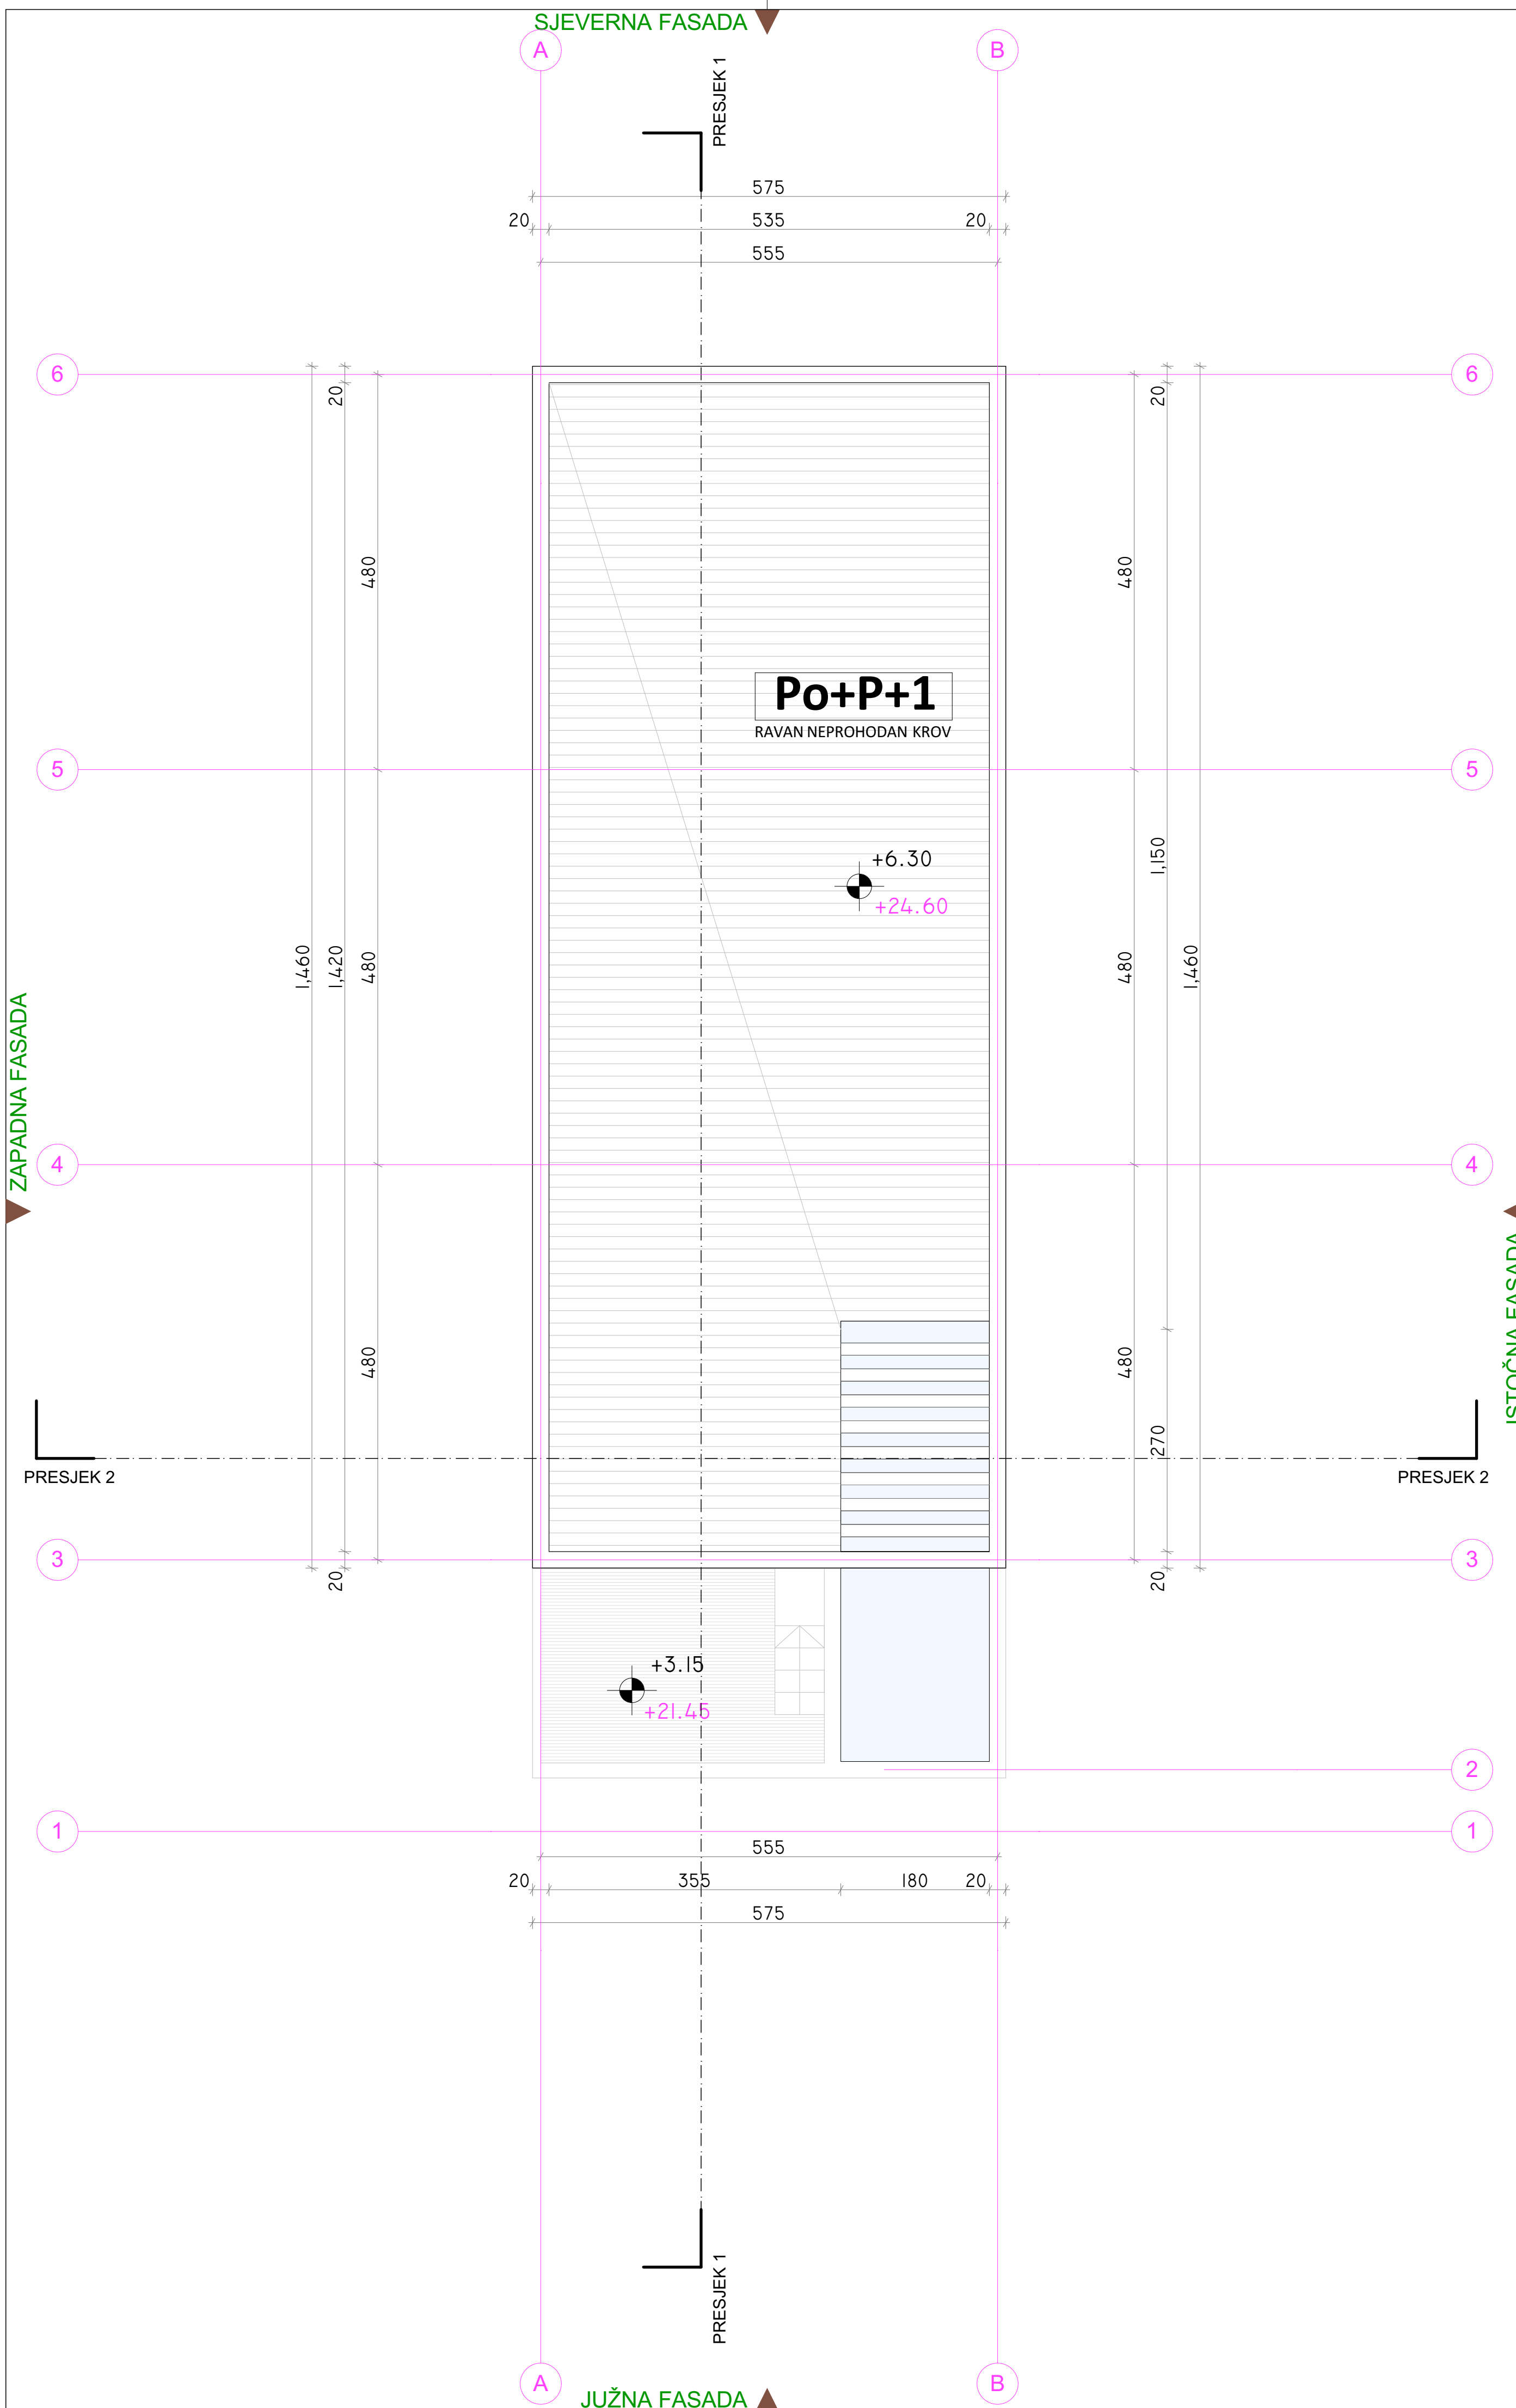 SJEVERNA FASADA
A
B
PRESJEK 1
575
20
535
20
555
6
6
20
20
480
480
Po+P+1
RAVAN NEPROHODAN KROV
5
5
1,150
+6.30
+24.60
1,460
1,420
480
480
1,460
ZAPADNA FASADA
4
4
ISTOČNA FASADA
480
480
270
PRESJEK 2
PRESJEK 2
3
3
20
20
+3.15
+21.45
2
1
1
555
20
355
180
20
575
PRESJEK 1
A
B
JUŽNA FASADA